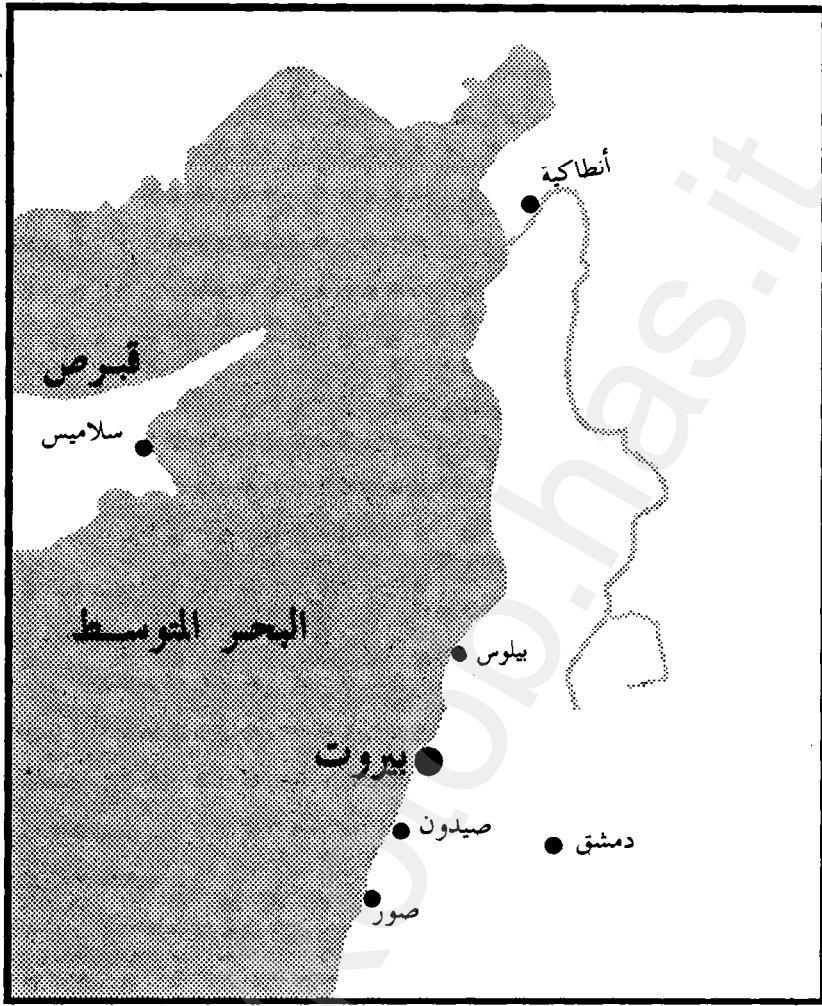 أنطاكية
قبرص
سلاميس
البحر المتوسط
بيلوس
بيروت
صيدون
دمشق
صور